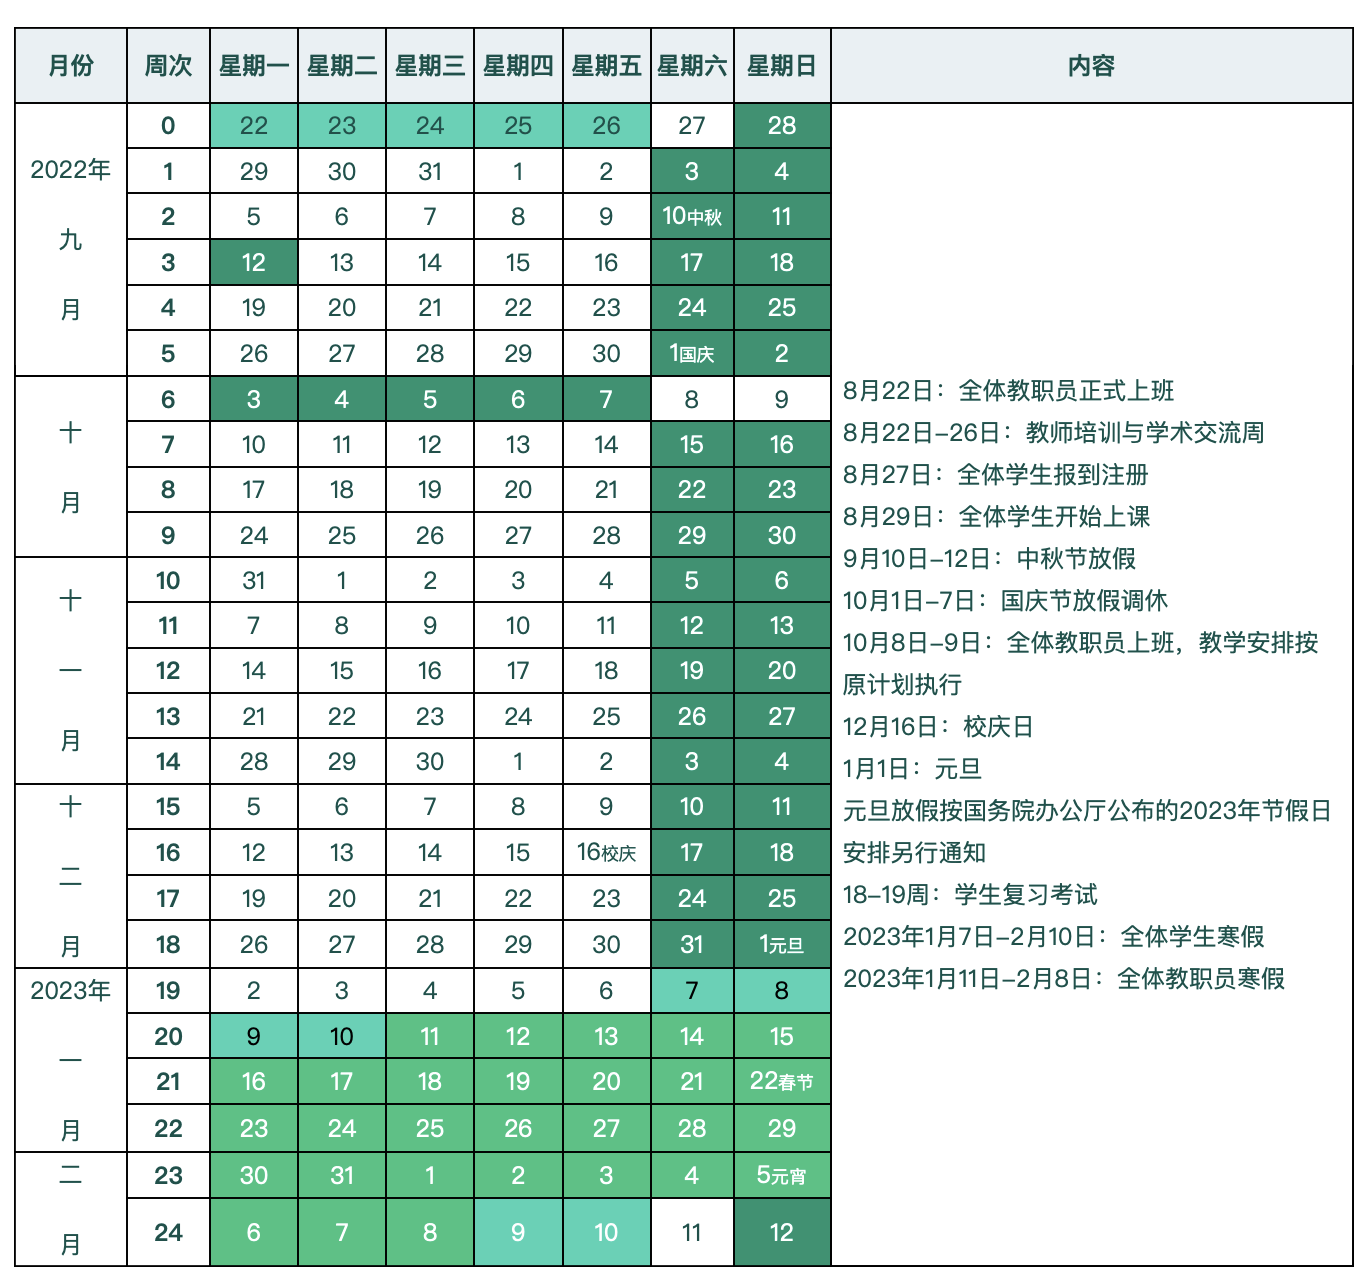 月份 周次 星期一 星期二 星期三 星期四 星期五 星期六 星期日 内容
2022年
九
月
0 22 23 24 25 26 27 28
1 29 30 31 1 2 3 4
2 5 6 7 8 9 10中秋 11
3 12 13 14 15 16 17 18
4 19 20 21 22 23 24 25
5 26 27 28 29 30 1国庆 2
十
月
6 3 4 5 6 7 8 9
7 10 11 12 13 14 15 16
8 17 18 19 20 21 22 23
9 24 25 26 27 28 29 30
十
一
月
10 31 1 2 3 4 5 6
11 7 8 9 10 11 12 13
12 14 15 16 17 18 19 20
13 21 22 23 24 25 26 27
14 28 29 30 1 2 3 4
十
二
月
15 5 6 7 8 9 10 11
16 12 13 14 15 16校庆 17 18
17 19 20 21 22 23 24 25
18 26 27 28 29 30 31 1元旦
2023年
一
月
19 2 3 4 5 6 7 8
20 9 10 11 12 13 14 15
21 16 17 18 19 20 21 22春节
22 23 24 25 26 27 28 29
二
月
23 30 31 1 2 3 4 5元宵
24 6 7 8 9 10 11 12
8月22日：全体教职员正式上班
8月22日-26日：教师培训与学术交流周
8月27日：全体学生报到注册
8月29日：全体学生开始上课
9月10日-12日：中秋节放假
10月1日-7日：国庆节放假调休
10月8日-9日：全体教职员上班，教学安排按
原计划执行
12月16日：校庆日
1月1日：元旦
元旦放假按国务院办公厅公布的2023年节假日
安排另行通知
18-19周：学生复习考试
2023年1月7日-2月10日：全体学生寒假
2023年1月11日-2月8日：全体教职员寒假